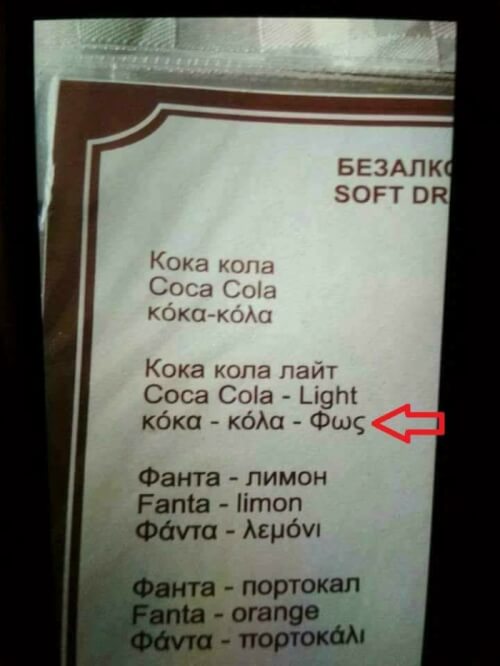 БЕЗАЛКО
SOFT DR
Кока кола
Coca Cola
κόκα-κόλα
Кока кола лайт
Coca Cola - Light
κόκα - κόλα - Φως
Фанта - лимон
Fanta - limon
Φάντα - λεμόνι
Фанта - портокал
Fanta - orange
Φάντα - πορτοκάλι